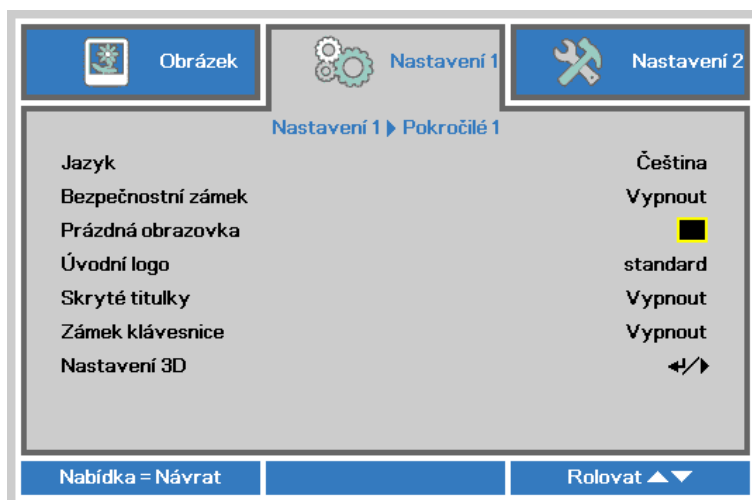 Obrázek Nastavení 1 Nastavení 2
Nastavení 1 Pokročilé 1
Jazyk Čeština
Bezpečnostní zámek Vypnout
Prázdná obrazovka
Úvodní logo standard
Skryté titulky Vypnout
Zámek klávesnice Vypnout
Nastavení 3D
Nabídka = Návrat Rolovat